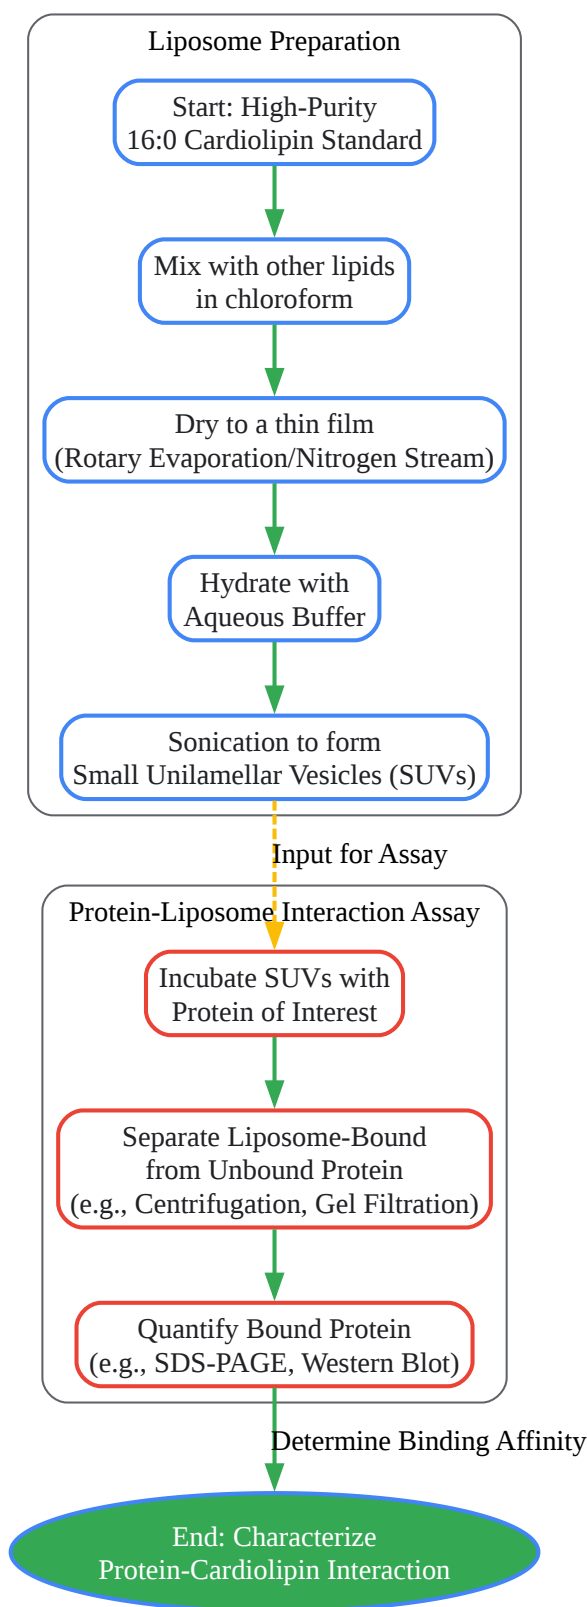 Liposome Preparation
Start: High-Purity
16:0 Cardiolipin Standard
Mix with other lipids
in chloroform
Dry to a thin film
(Rotary Evaporation/Nitrogen Stream)
Hydrate with
Aqueous Buffer
Sonication to form
Small Unilamellar Vesicles (SUVs)
Input for Assay
Protein-Liposome Interaction Assay
Incubate SUVs with
Protein of Interest
Separate Liposome-Bound
from Unbound Protein
(e.g., Centrifugation, Gel Filtration)
Quantify Bound Protein
(e.g., SDS-PAGE, Western Blot)
Determine Binding Affinity
End: Characterize
Protein-Cardiolipin Interaction